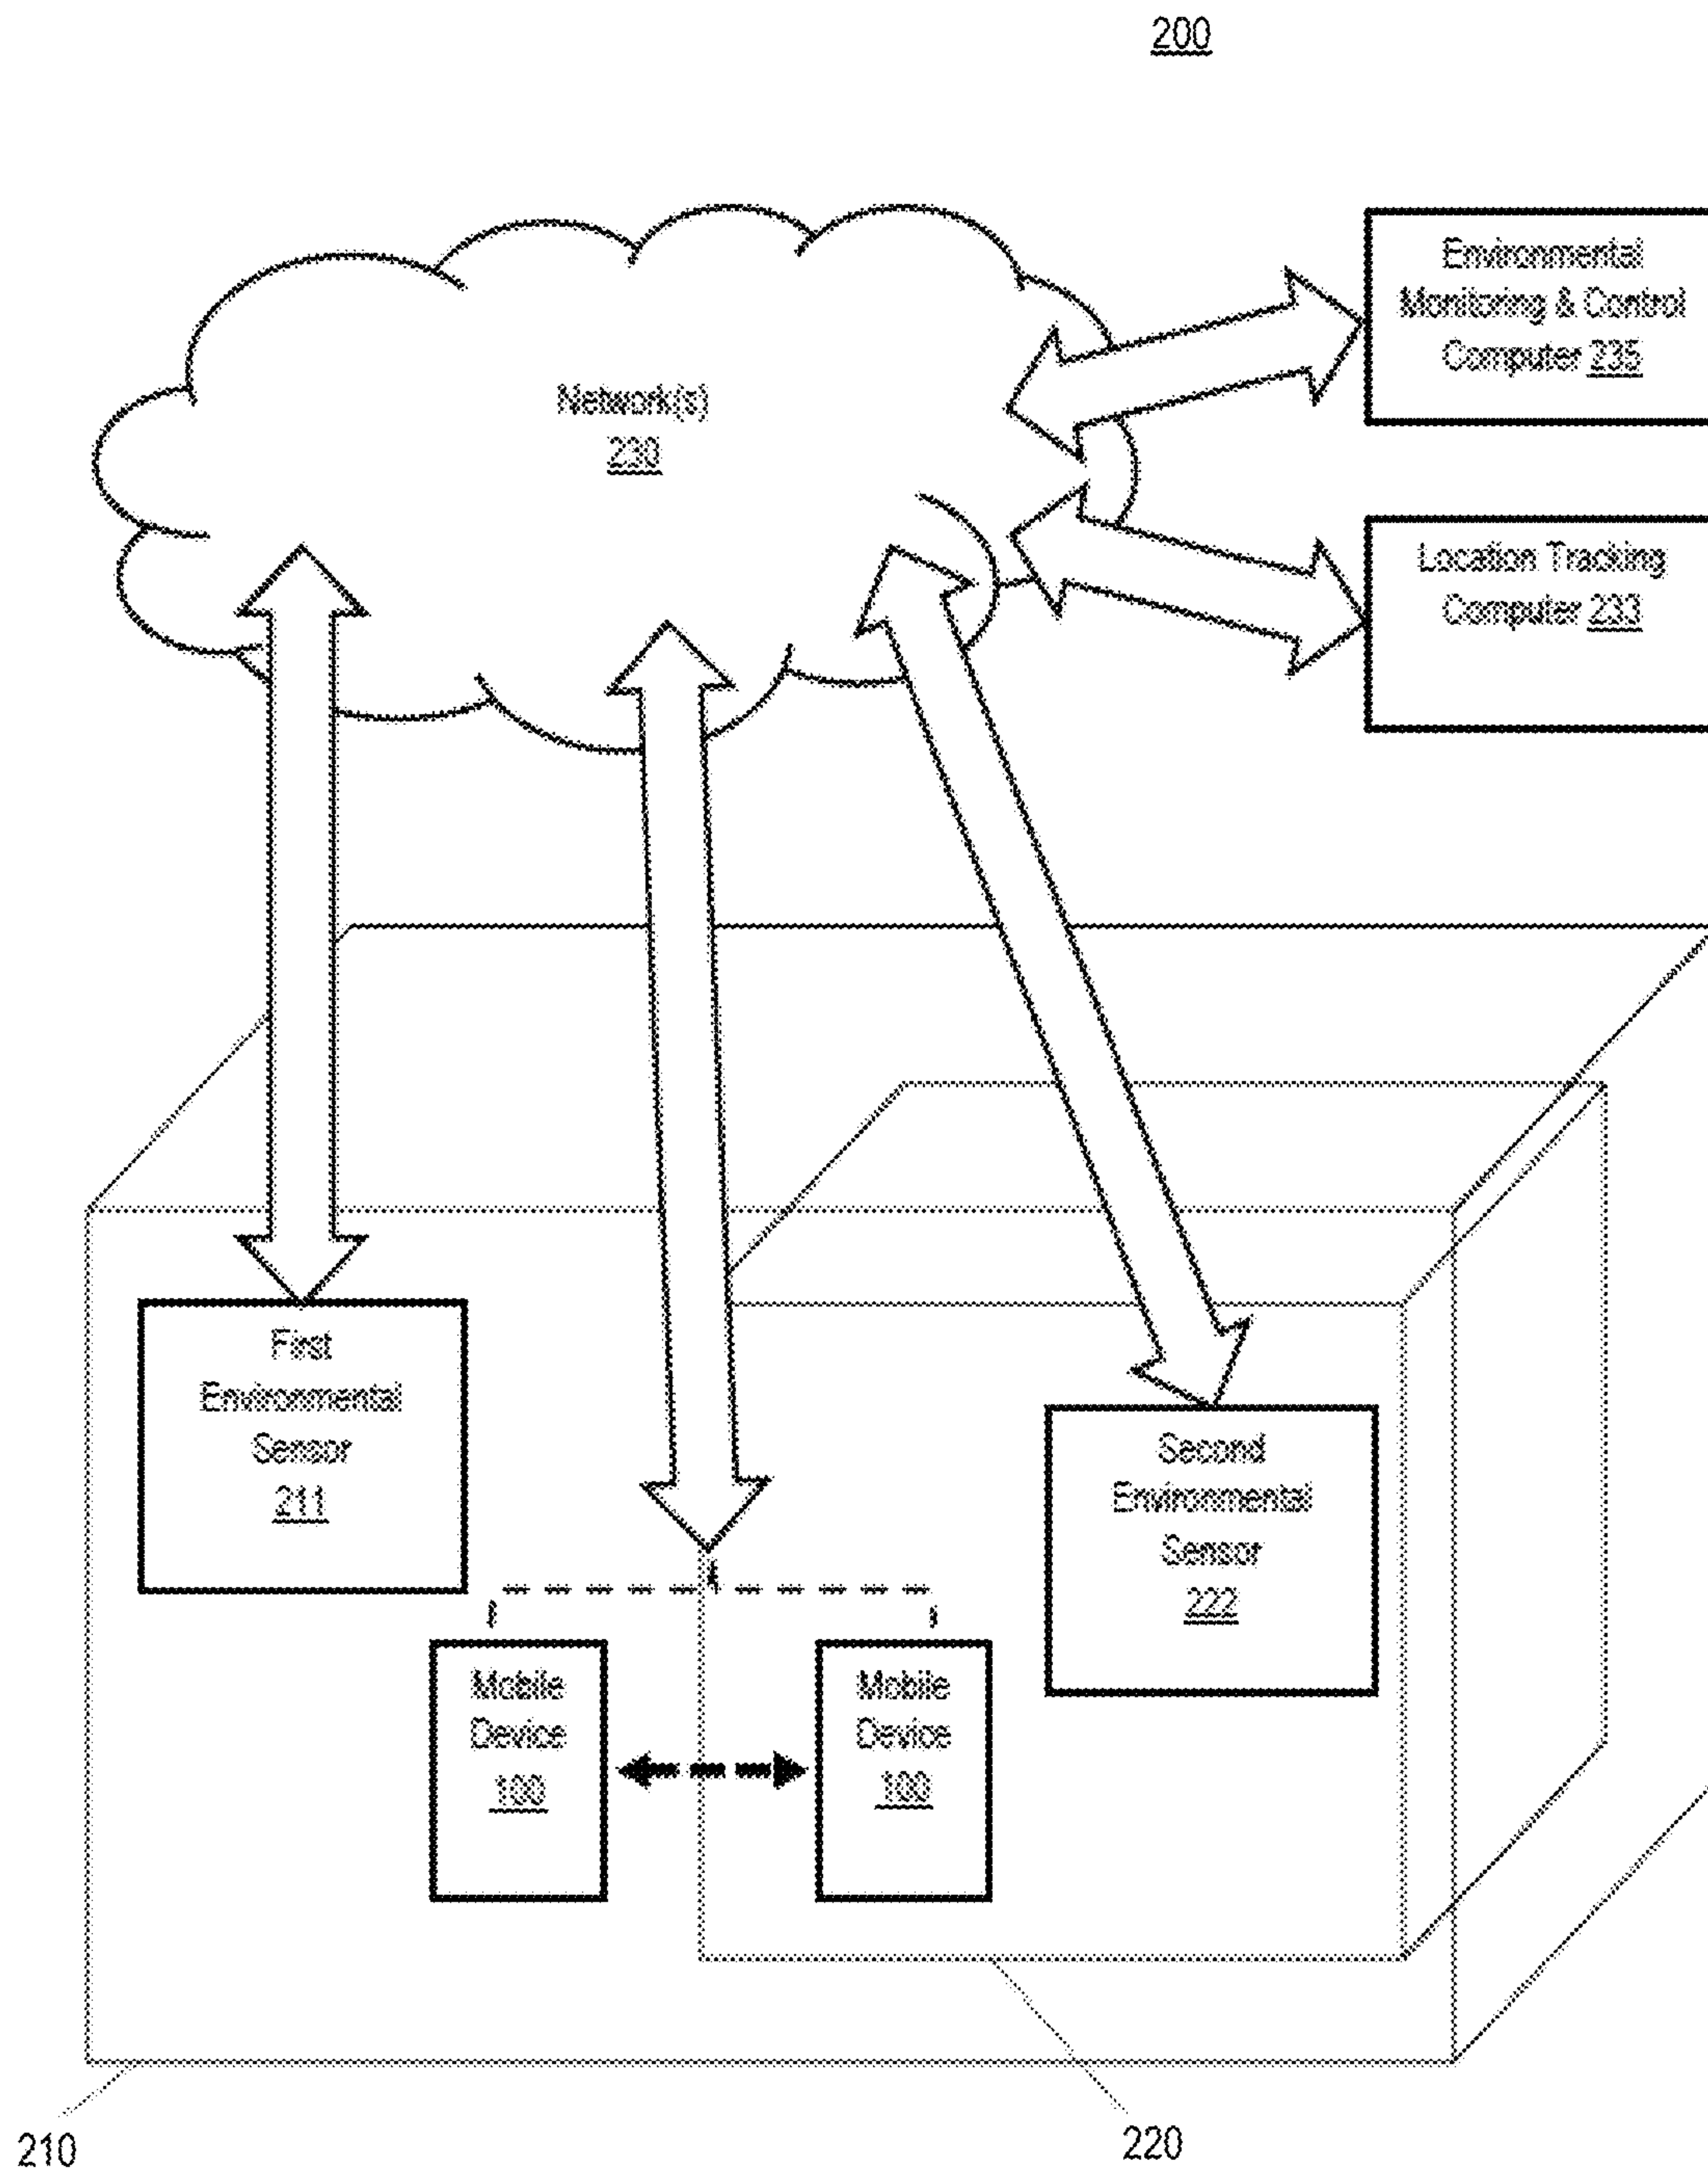 200
Environmental
Monitoring & Control
Computer 235
Network(s)
230
Location Tracking
Computer 233
First
Environmental
Sensor
211
Second
Environmental
Sensor
222
Mobile
Device
100
Mobile
Device
100
210
220